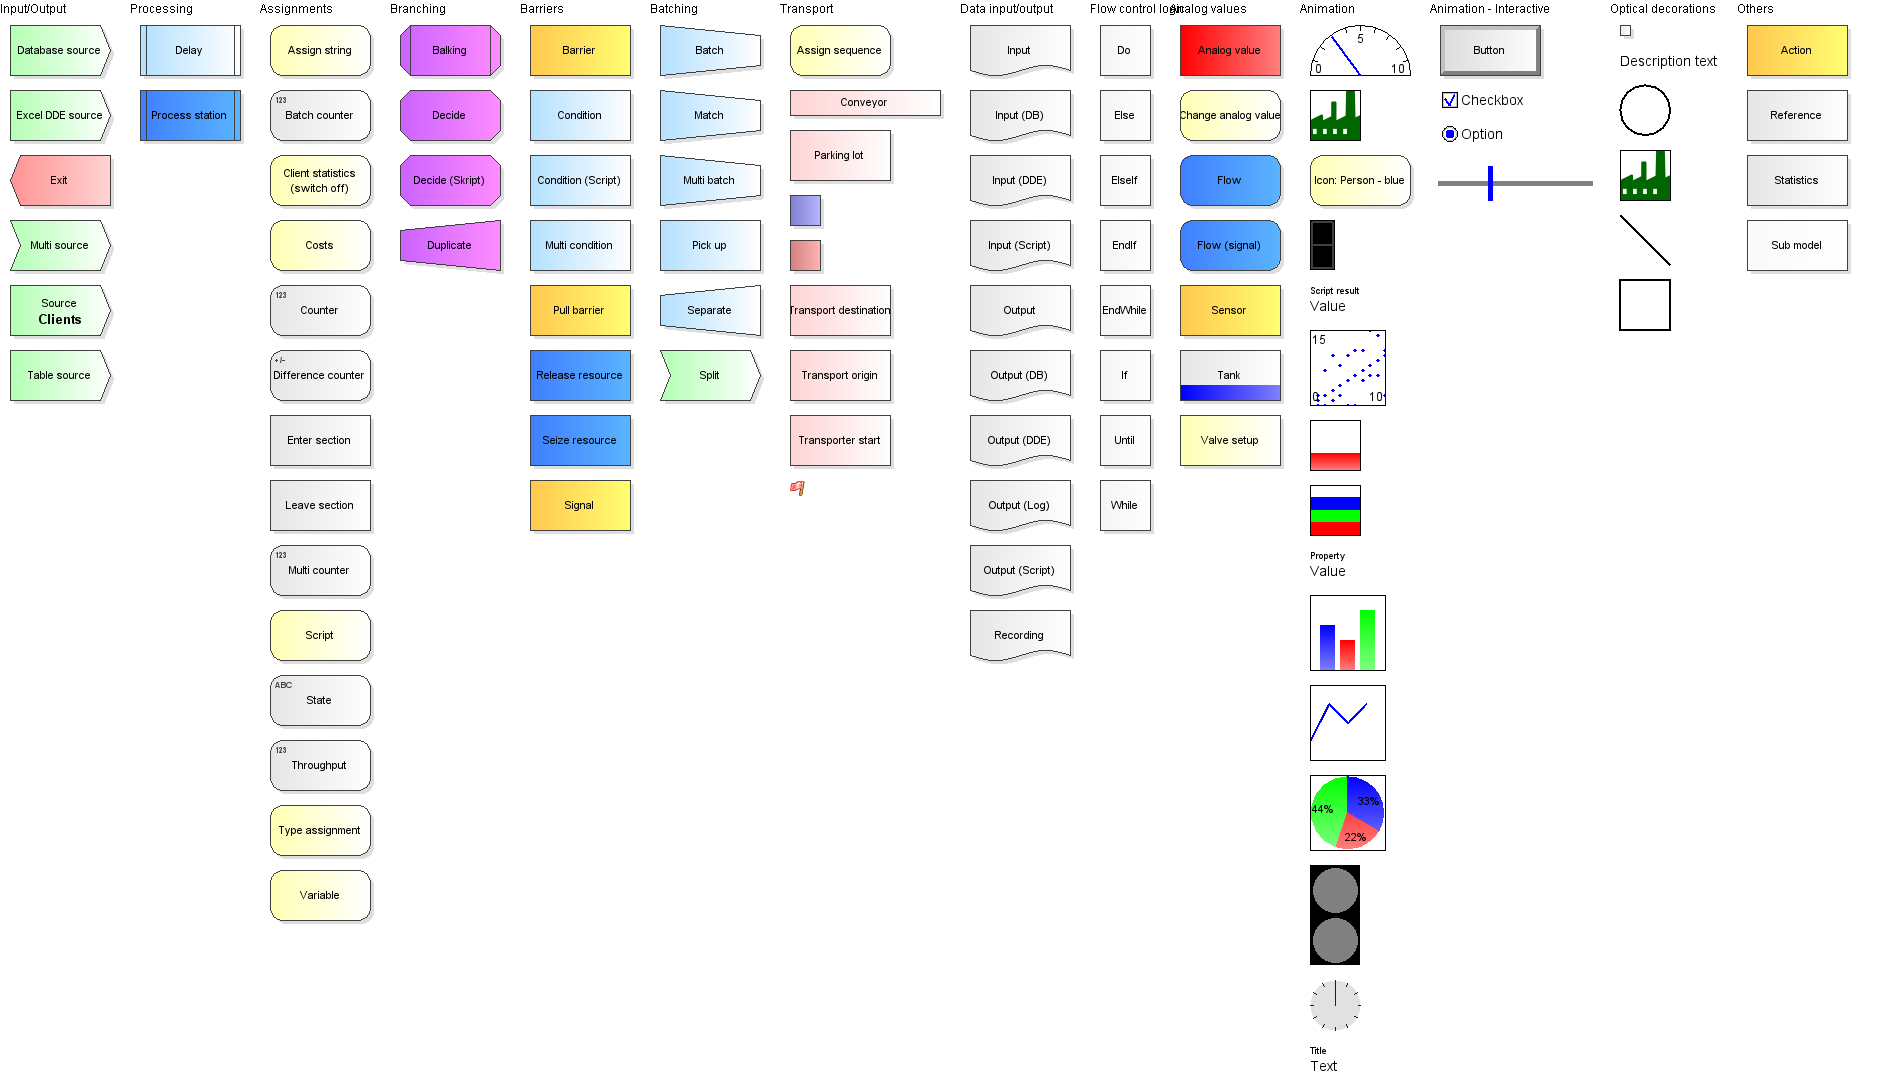 Input/Output
Database source
Excel DDE source
Exit
Multi source
Source
Clients
Table source
Processing
Delay
Process station
Assignments
Assign string
123
Batch counter
Client statistics
(switch off)
Costs
123
Counter
+/-
Difference counter
Enter section
Leave section
123
Multi counter
Script
ABC
State
123
Throughput
Type assignment
Variable
Branching
Balking
Decide
Decide (Skript)
Duplicate
Barriers
Barrier
Condition
Condition (Script)
Multi condition
Pull barrier
Release resource
Seize resource
Signal
Batching
Batch
Match
Multi batch
Pick up
Separate
Split
Transport
Assign sequence
Conveyor
Parking lot
Transport destination
Transport origin
Transporter start
Data input/output
Input
Input (DB)
Input (DDE)
Input (Script)
Output
Output (DB)
Output (DDE)
Output (Log)
Output (Script)
Recording
Flow control logic
Do
Else
ElseIf
EndIf
EndWhile
If
Until
While
Analog values
Analog value
Change analog value
Flow
Flow (signal)
Sensor
Tank
Valve setup
Animation
0
5
10
Icon: Person - blue
Script result
Value
15
0
10
Property
Value
44%
33%
22%
Title
Text
Animation - Interactive
Button
Checkbox
Option
Optical decorations
Description text
Others
Action
Reference
Statistics
Sub model